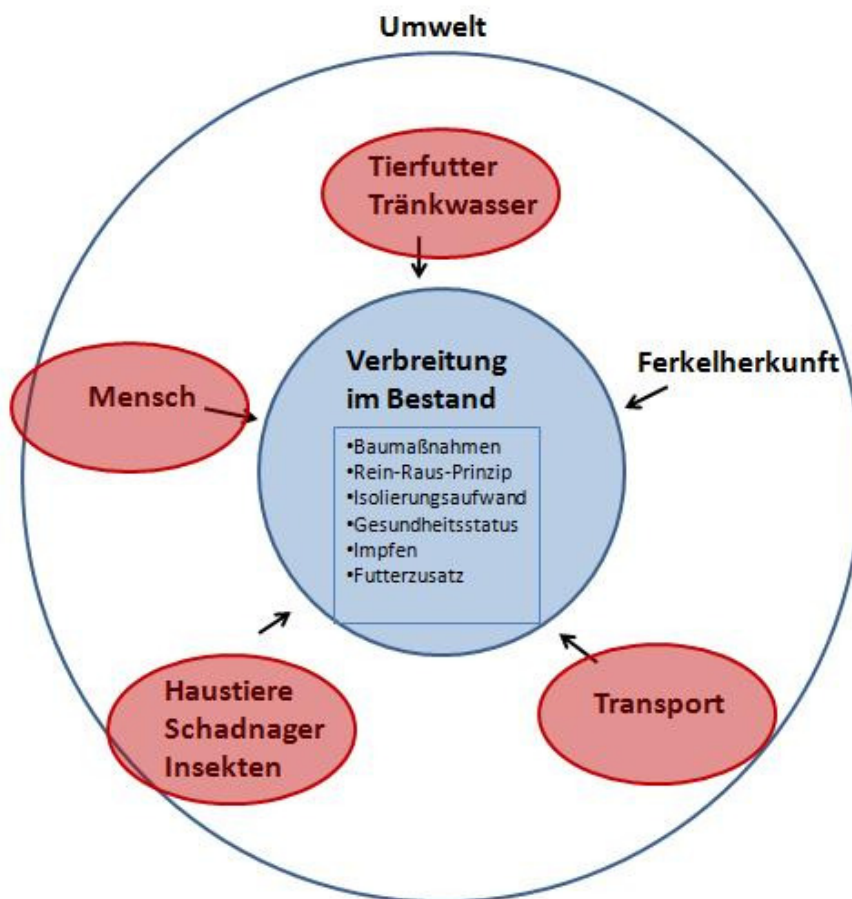 Umwelt
Tierfutter
Tränkwasser
Verbreitung
im Bestand
Ferkelherkunft
Mensch
•Baumaßnahmen
•Rein-Raus-Prinzip
•Isolierungsaufwand
•Gesundheitsstatus
•Impfen
•Futterzusatz
Haustiere
Schadnager
Insekten
Transport